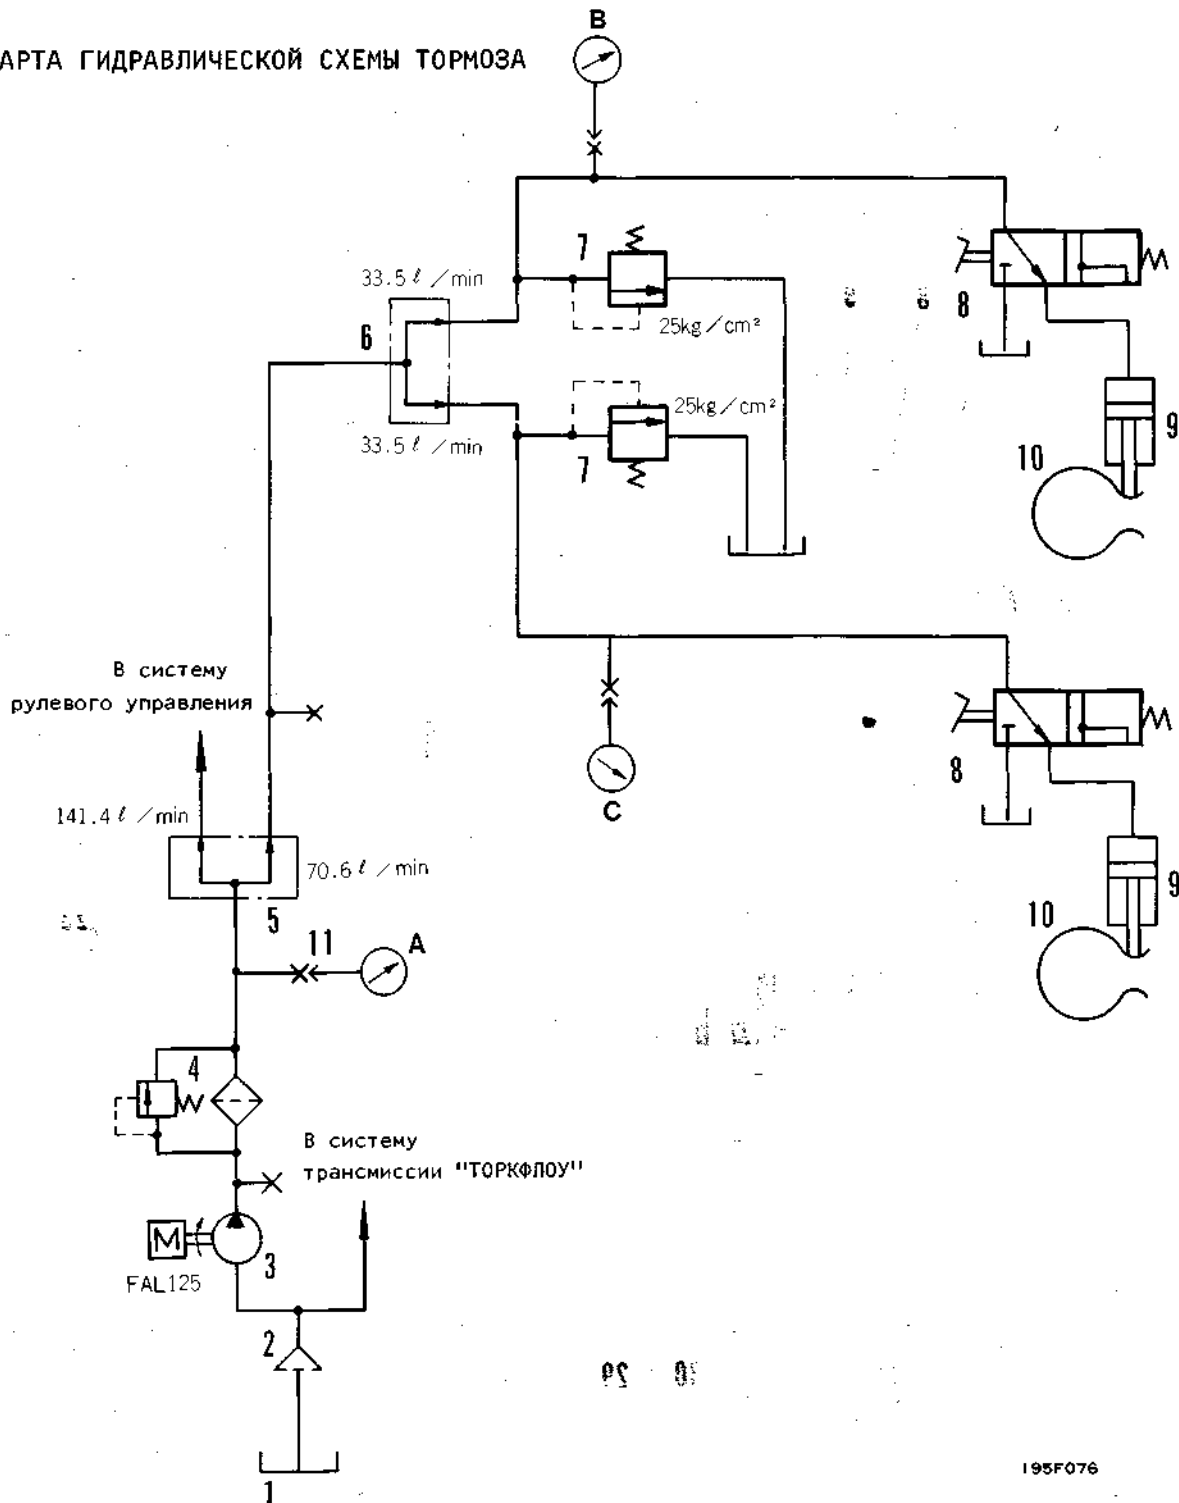 B
АРТА ГИДРАВЛИЧЕСКОЙ СХЕМЫ ТОРМОЗА
7
33.5 ℓ / min
8
6
25kg/cm²
25kg/cm²
9
33.5 ℓ / min
7
10
В систему
рулевого управления
8
C
141.4 ℓ / min
70.6 ℓ / min
9
5
10
11
A
4
В систему
трансмиссии "ТОРКФЛОУ"
M
3
FAL125
2
195F076
1